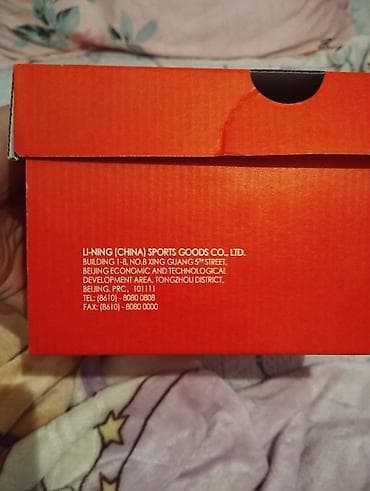 LI-NING (CHINA) SPORTS GOODS CO., LTD.
BUILDING 1-8, NO.8 XING GUANG 5TH STREET,
BEIJING ECONOMIC AND TECHNOLOGICAL
DEVELOPMENT AREA, TONGZHOU DISTRICT,
BEIJING. PRC, 101111
TEL: (8610) - 8080 0808
FAX: (8610) - 8080 0000